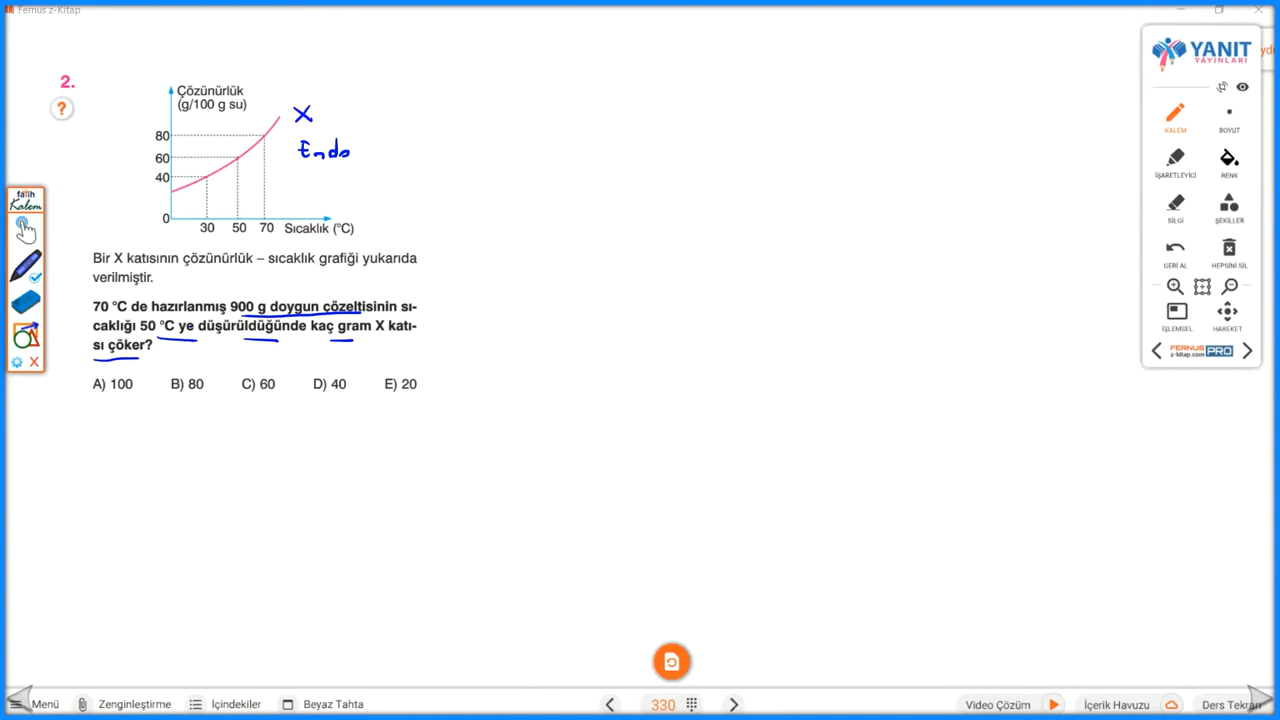 Fernus z-Kitap
2.
?
Çözünürlük
(g/100 g su)
X
Endo
80
60
40
0
30 50 70 Sıcaklık (°C)
Bir X katısının çözünürlük – sıcaklık grafiği yukarıda
verilmiştir.
70 °C de hazırlanmış 900 g doygun çözeltisinin sı-
caklığı 50 °C ye düşürüldüğünde kaç gram X katı-
sı çöker?
A) 100 B) 80 C) 60 D) 40 E) 20
fatih
Kalem
YANIT
YAYINLARI
KALEM
BOYUT
İŞARETLEYİCİ
RENK
SİLGİ
ŞEKİLLER
GERİ AL
HEPSİNİ SİL
İŞLEMSEL
HAREKET
FERNUS
z-kitap.com PRO
Menü
Zenginleştirme
İçindekiler
Beyaz Tahta
330
Video Çözüm
İçerik Havuzu
Ders Tekrarı